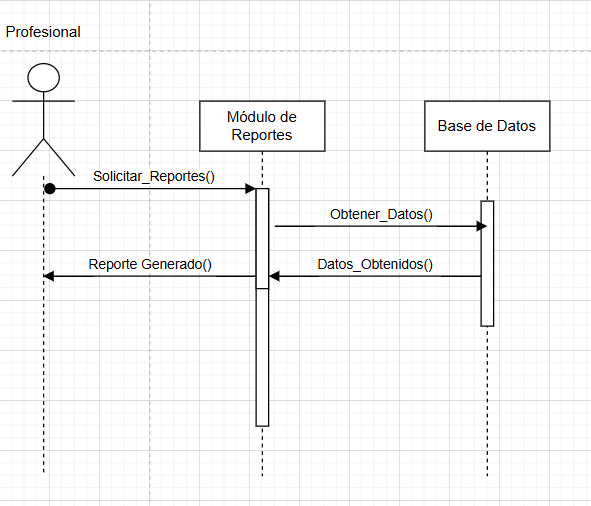 Profesional
Módulo de
Reportes
Base de Datos
Solicitar_Reportes()
Obtener_Datos()
Reporte Generado()
Datos_Obtenidos()